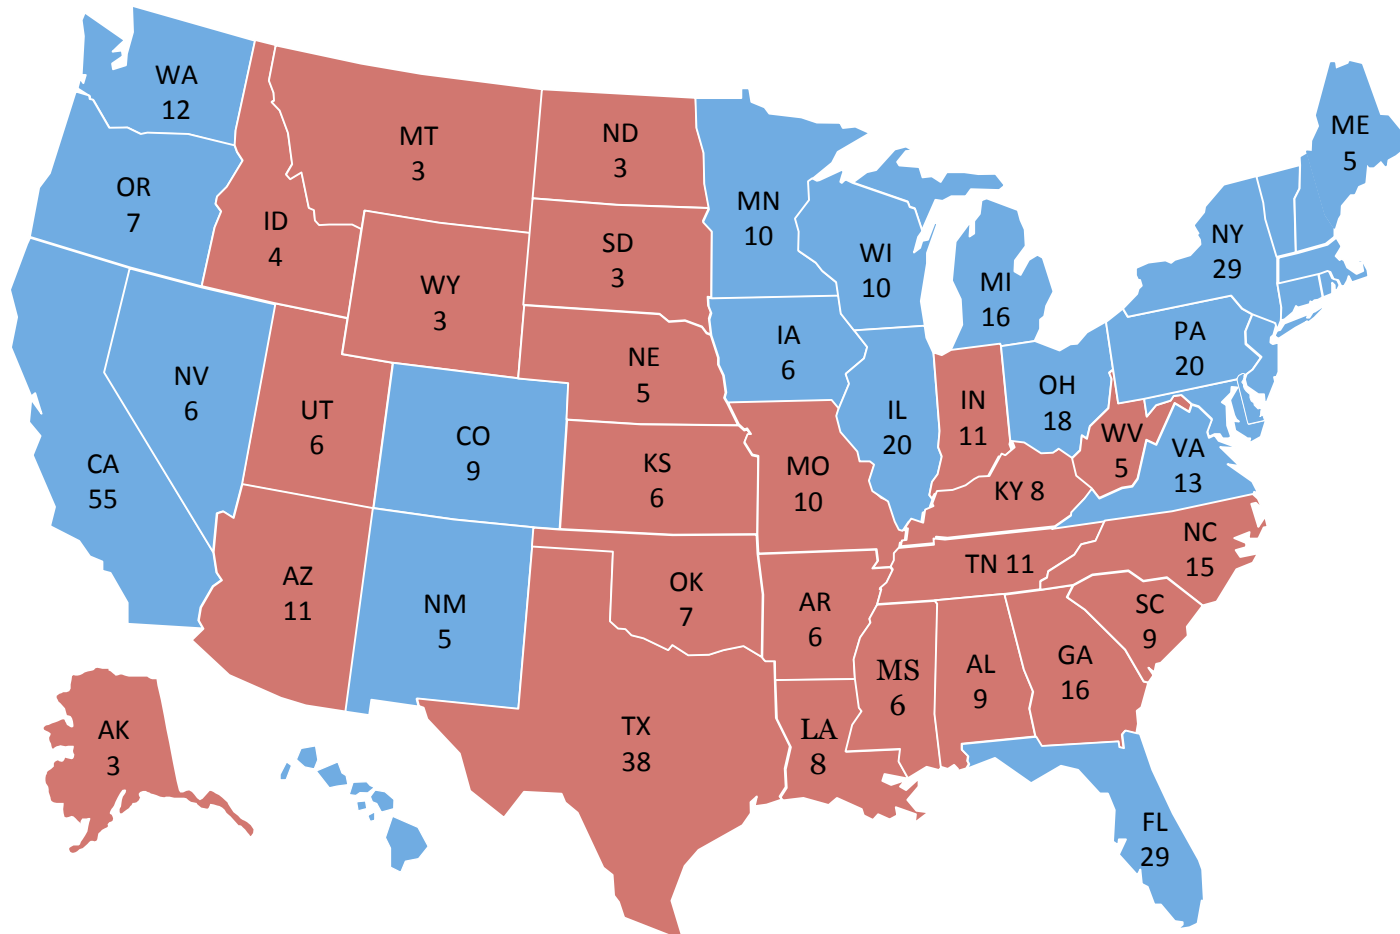 WA
12
OR
7
CA
55
NV
6
ID
4
MT
3
WY
3
UT
6
AZ
11
CO
9
NM
5
ND
3
SD
3
NE
5
KS
6
OK
7
TX
38
MN
10
IA
6
MO
10
AR
6
LA
8
WI
10
IL
20
MI
16
IN
11
OH
18
KY 8
TN 11
MS
6
AL
9
GA
16
FL
29
SC
9
NC
15
VA
13
WV
5
PA
20
NY
29
ME
5
AK
3